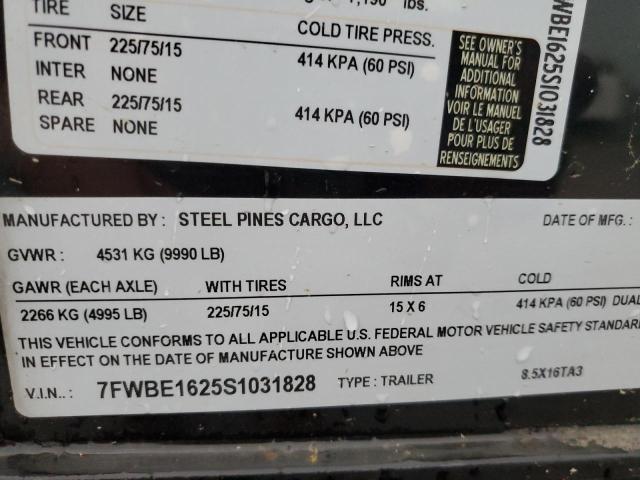 1,190 lbs.
TIRE SIZE COLD TIRE PRESS.
FRONT 225/75/15 414 KPA (60 PSI)
INTER NONE
REAR 225/75/15 414 KPA (60 PSI)
SPARE NONE
SEE OWNER'S
MANUAL FOR
ADDITIONAL
INFORMATION
VOIR LE MANUEL
DE L'USAGER
POUR PLUS DE
RENSEIGNEMENTS
WBE1625S1031828
MANUFACTURED BY: STEEL PINES CARGO, LLC DATE OF MFG.:
GVWR: 4531 KG (9990 LB)
GAWR (EACH AXLE) WITH TIRES RIMS AT COLD
2266 KG (4995 LB) 225/75/15 15 X 6 414 KPA (60 PSI) DUAL
THIS VEHICLE CONFORMS TO ALL APPLICABLE U.S. FEDERAL MOTOR VEHICLE SAFETY STANDAR
IN EFFECT ON THE DATE OF MANUFACTURE SHOWN ABOVE
V.I.N..: 7FWBE1625S1031828 TYPE: TRAILER 8.5X16TA3